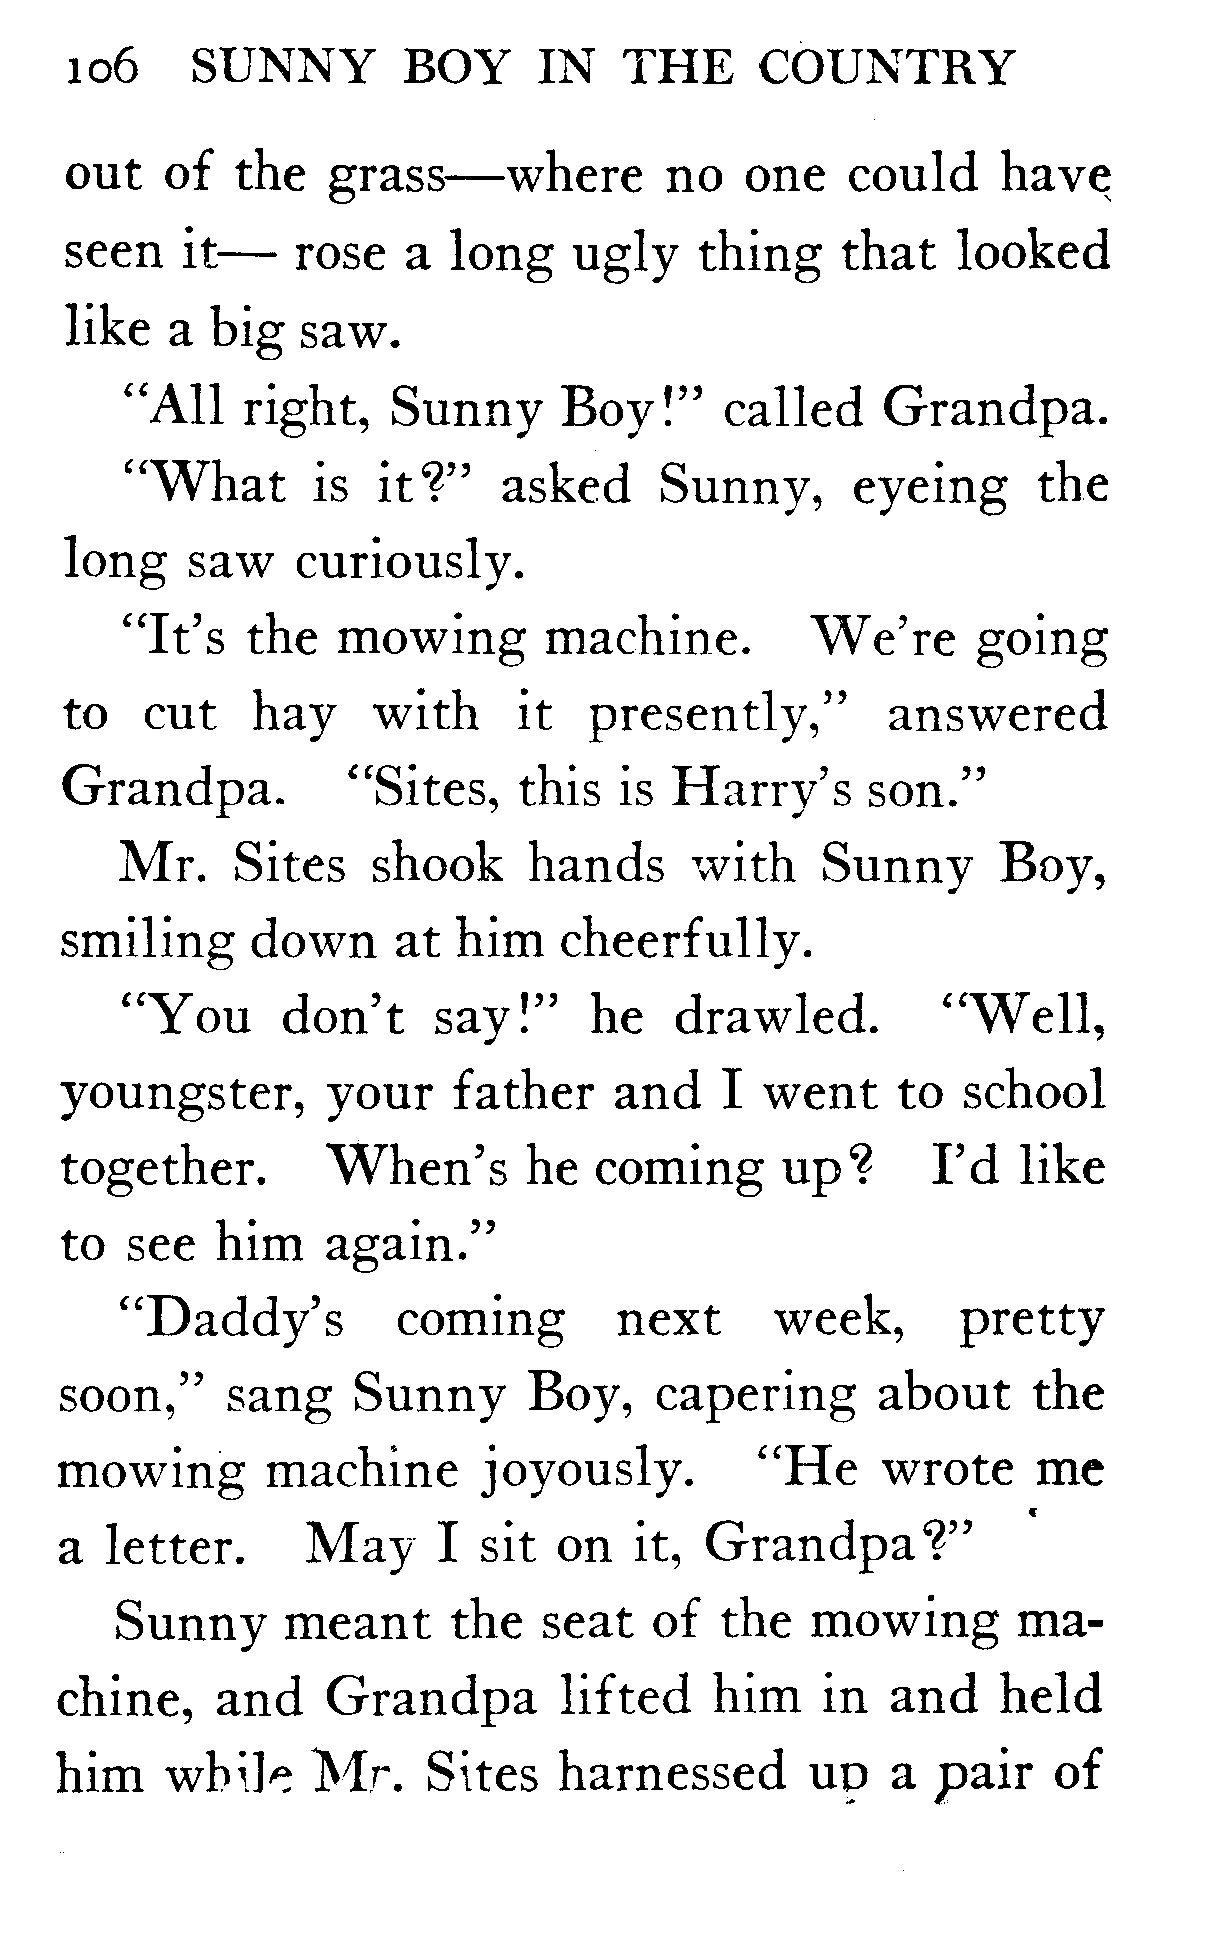 106 SUNNY BOY IN THE COUNTRY
out of the grass—where no one could have
seen it— rose a long ugly thing that looked
like a big saw.
“All right, Sunny Boy!” called Grandpa.
“What is it?” asked Sunny, eyeing the
long saw curiously.
“It’s the mowing machine. We’re going
to cut hay with it presently,” answered
Grandpa. “Sites, this is Harry’s son.”
Mr. Sites shook hands with Sunny Boy,
smiling down at him cheerfully.
“You don’t say!” he drawled. “Well,
youngster, your father and I went to school
together. When’s he coming up? I’d like
to see him again.”
“Daddy’s coming next week, pretty
soon,” sang Sunny Boy, capering about the
mowing machine joyously. “He wrote me
a letter. May I sit on it, Grandpa?”
Sunny meant the seat of the mowing ma-
chine, and Grandpa lifted him in and held
him while Mr. Sites harnessed up a pair of